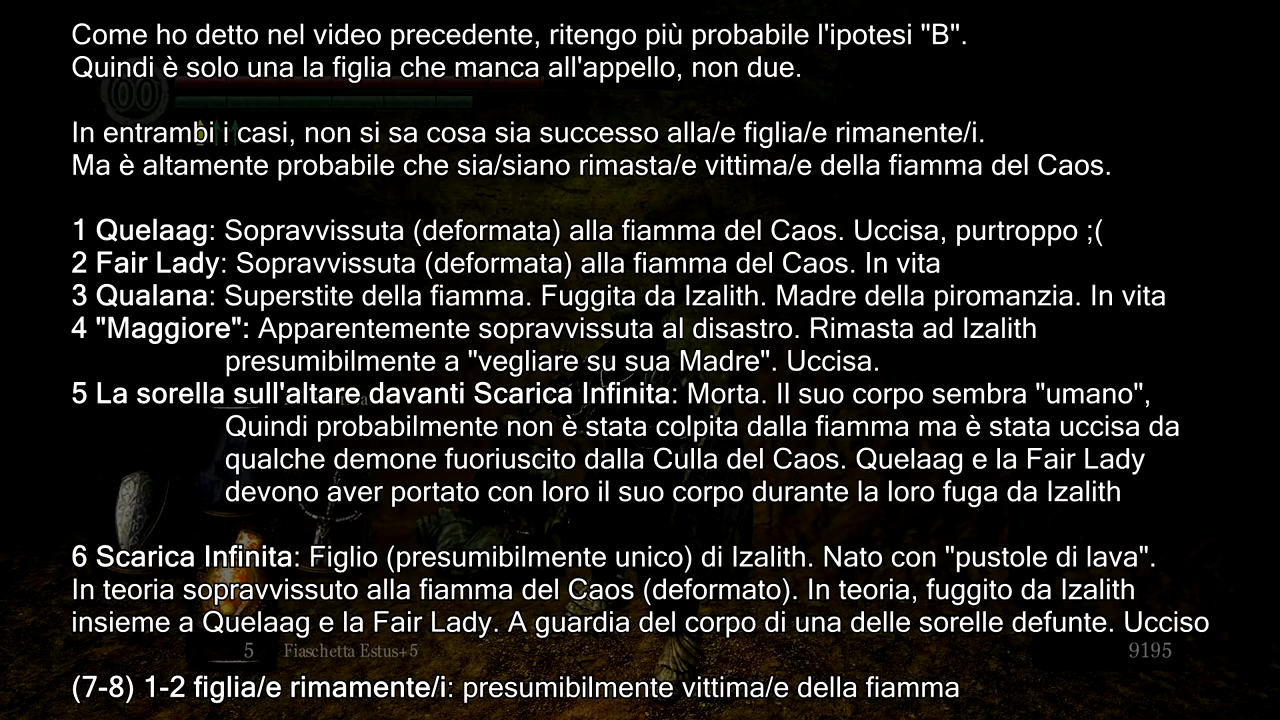 Come ho detto nel video precedente, ritengo più probabile l'ipotesi "B".
Quindi è solo una la figlia che manca all'appello, non due.
00
In entrambi i casi, non si sa cosa sia successo alla/e figlia/e rimanente/i.
Ma è altamente probabile che sia/siano rimasta/e vittima/e della fiamma del Caos.
1 Quelaag: Sopravvissuta (deformata) alla fiamma del Caos. Uccisa, purtroppo ;(
2 Fair Lady: Sopravvissuta (deformata) alla fiamma del Caos. In vita
3 Qualana: Superstite della fiamma. Fuggita da Izalith. Madre della piromanzia. In vita
4 "Maggiore": Apparentemente sopravvissuta al disastro. Rimasta ad Izalith
presumibilmente a "vegliare su sua Madre". Uccisa.
5 La sorella sull'altare davanti Scarica Infinita: Morta. Il suo corpo sembra "umano",
Quindi probabilmente non è stata colpita dalla fiamma ma è stata uccisa da
qualche demone fuoriuscito dalla Culla del Caos. Quelaag e la Fair Lady
devono aver portato con loro il suo corpo durante la loro fuga da Izalith
6 Scarica Infinita: Figlio (presumibilmente unico) di Izalith. Nato con "pustole di lava".
In teoria sopravvissuto alla fiamma del Caos (deformato). In teoria, fuggito da Izalith
insieme a Quelaag e la Fair Lady. A guardia del corpo di una delle sorelle defunte. Ucciso
5 Fiaschetta Estus+5 9195
(7-8) 1-2 figlia/e rimamente/i: presumibilmente vittima/e della fiamma